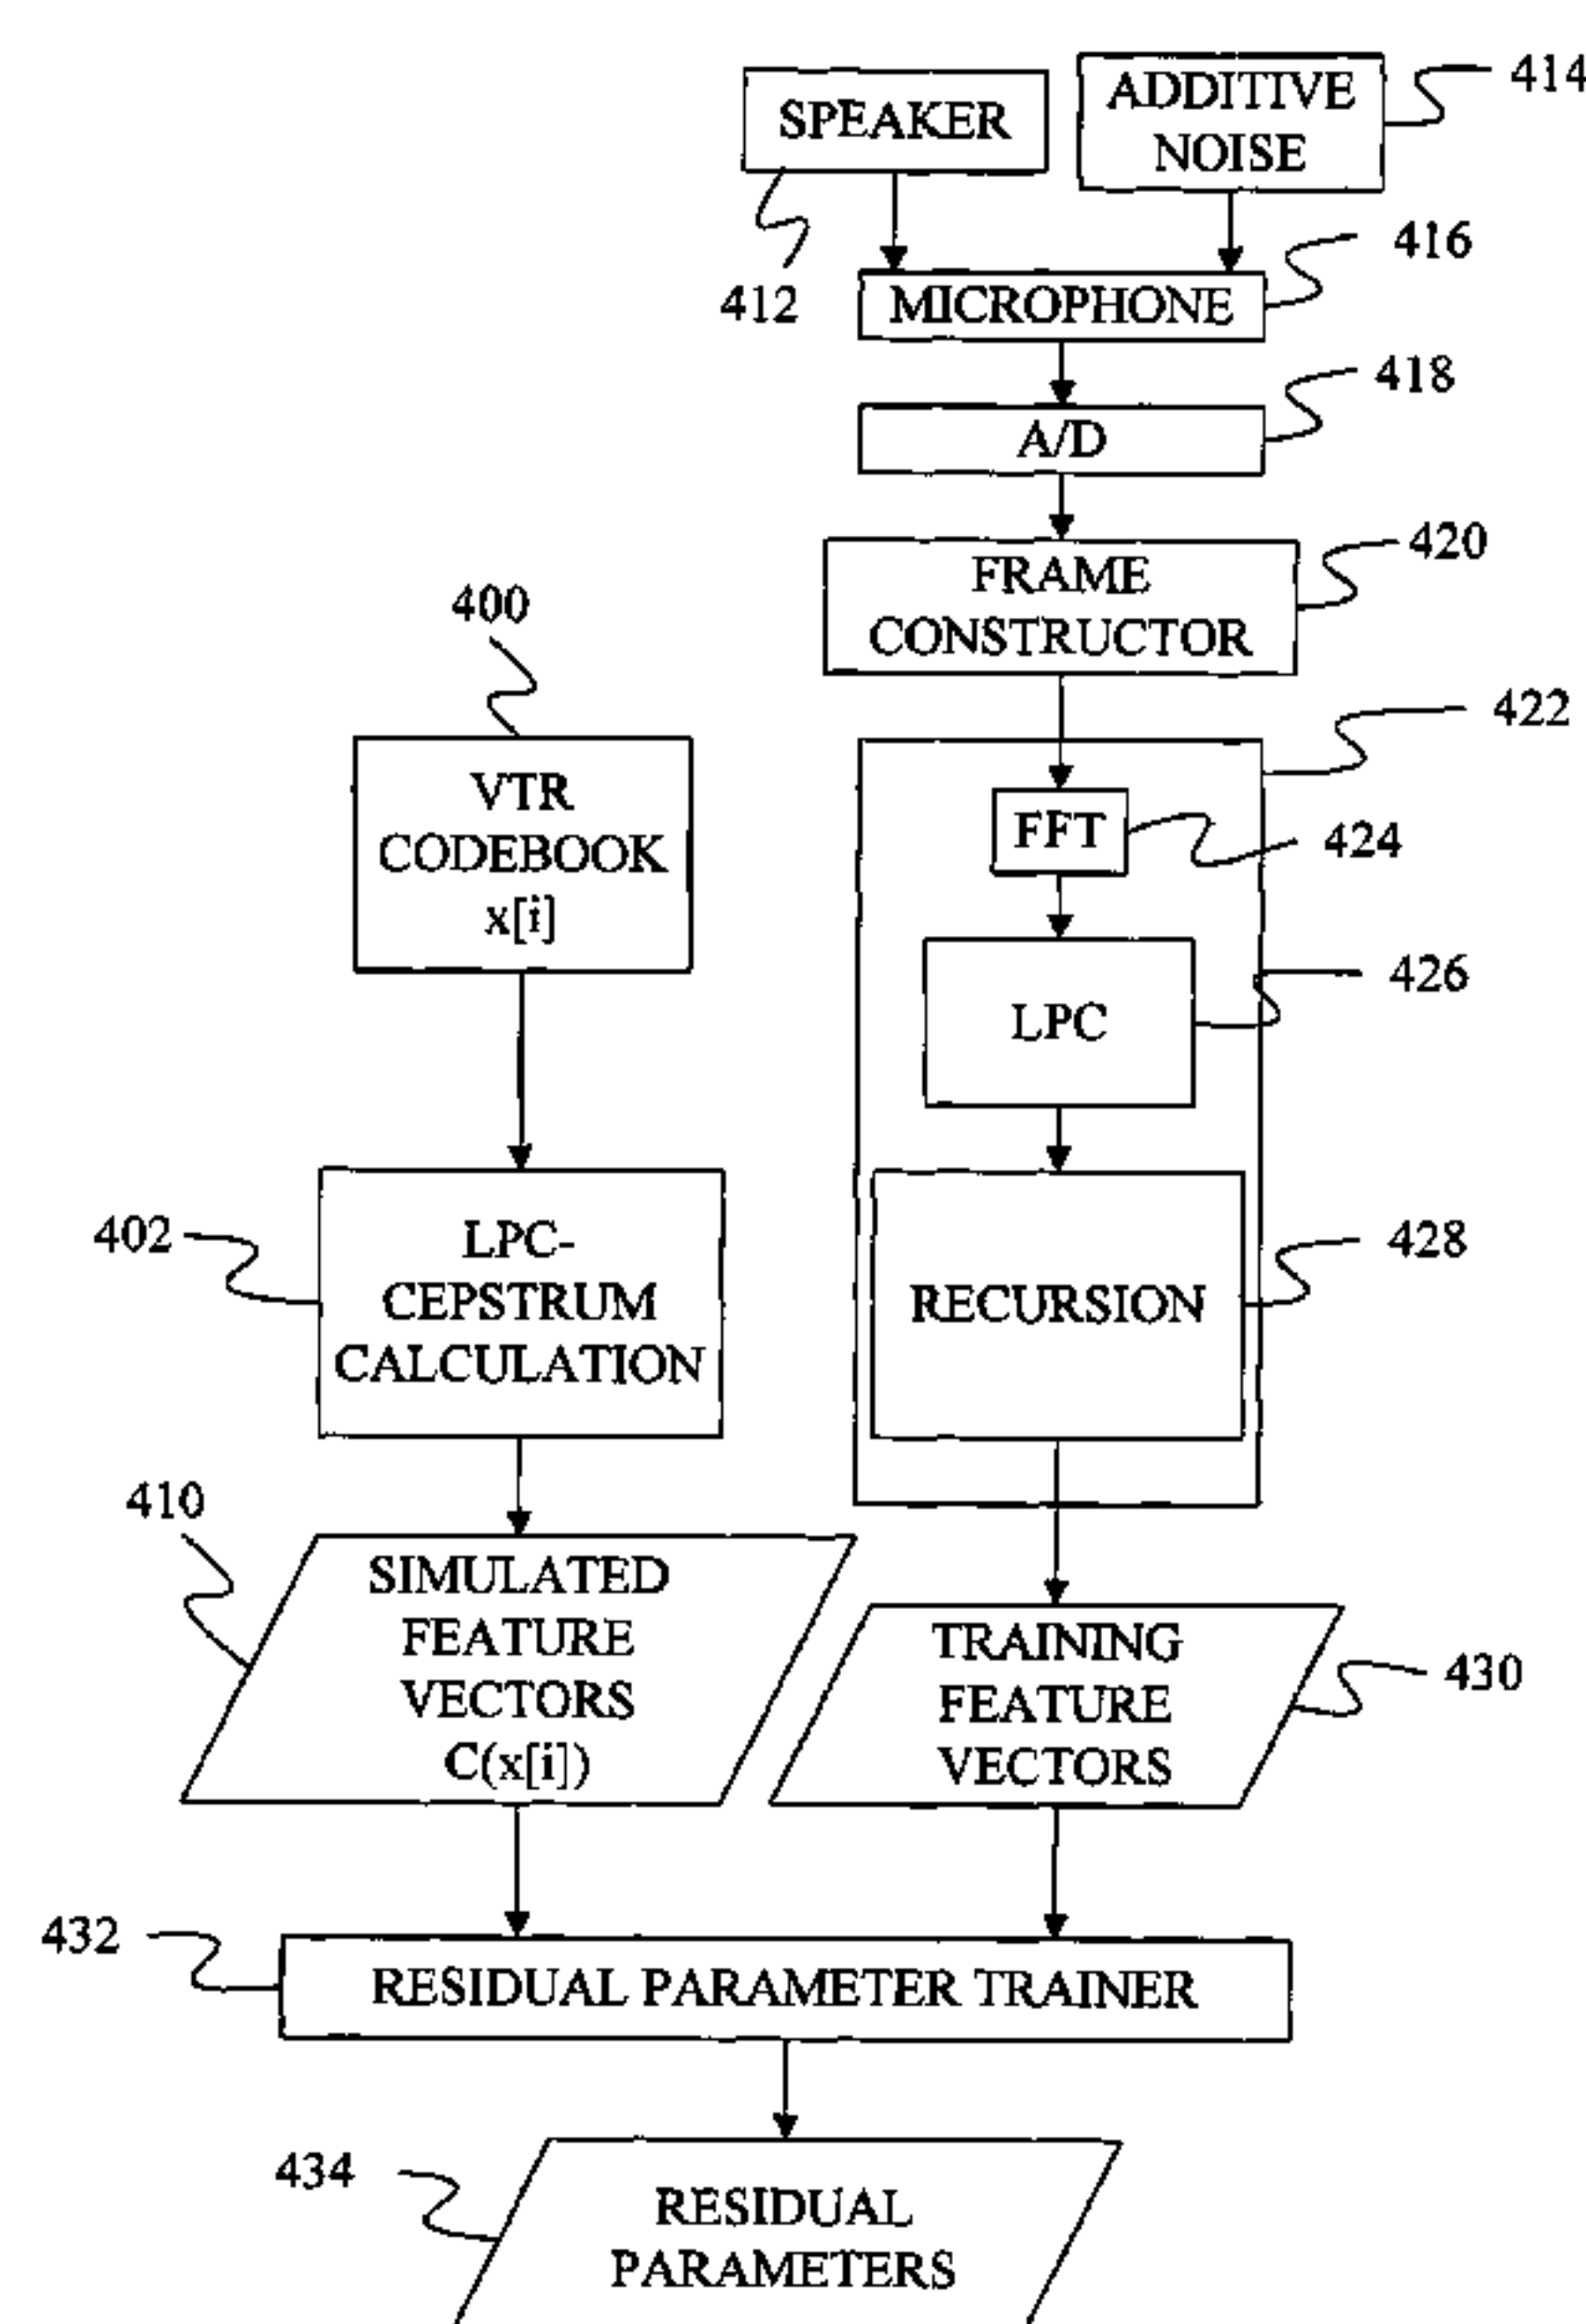 SPEAKER
ADDITIVE
NOISE
414
412
MICROPHONE
416
A/D
418
FRAME
CONSTRUCTOR
420
400
422
VTR
CODEBOOK
x[i]
FFT
424
LPC
426
402
LPC-
CEPSTRUM
CALCULATION
RECURSION
428
410
SIMULATED
FEATURE
VECTORS
C(x[i])
TRAINING
FEATURE
VECTORS
430
432
RESIDUAL PARAMETER TRAINER
434
RESIDUAL
PARAMETERS